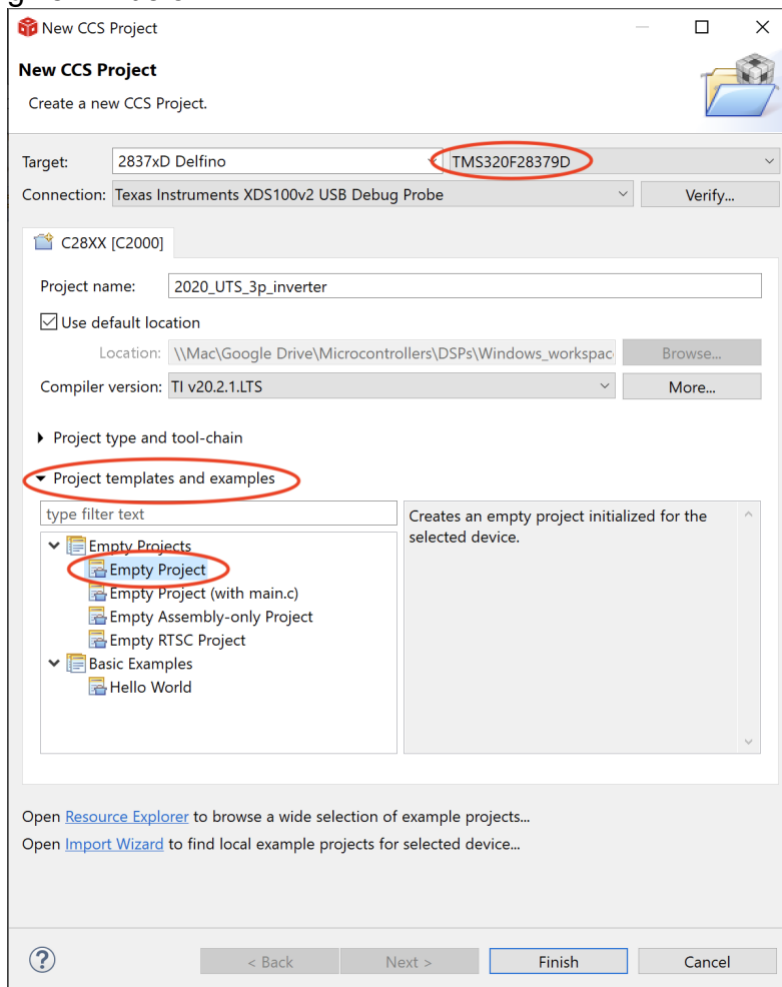 New CCS Project
New CCS Project
Create a new CCS Project.
Target: 2837xD Delfino TMS320F28379D
Connection: Texas Instruments XDS100v2 USB Debug Probe Verify...
C28XX [C2000]
Project name: 2020_UTS_3p_inverter
Use default location
Location: \\Mac\Google Drive\Microcontrollers\DSPs\Windows_workspac Browse...
Compiler version: TI v20.2.1.LTS More...
Project type and tool-chain
Project templates and examples
type filter text
Creates an empty project initialized for the
selected device.
Empty Projects
Empty Project
Empty Project (with main.c)
Empty Assembly-only Project
Empty RTSC Project
Basic Examples
Hello World
Open Resource Explorer to browse a wide selection of example projects...
Open Import Wizard to find local example projects for selected device...
? < Back Next > Finish Cancel